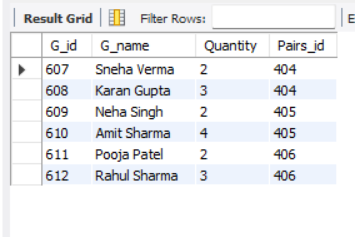 Result Grid Filter Rows: E
G_id G_name Quantity Pairs_id
607 Sneha Verma 2 404
608 Karan Gupta 3 404
609 Neha Singh 2 405
610 Amit Sharma 4 405
611 Pooja Patel 2 406
612 Rahul Sharma 3 406